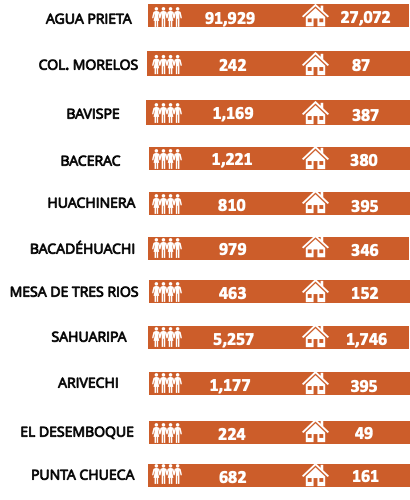 AGUA PRIETA 91,929 27,072
COL. MORELOS 242 87
BAVISPE 1,169 387
BACERAC 1,221 380
HUACHINERA 810 395
BACADÉHUACHI 979 346
MESA DE TRES RIOS 463 152
SAHUARIPA 5,257 1,746
ARIVECHI 1,177 395
EL DESEMBOQUE 224 49
PUNTA CHUECA 682 161